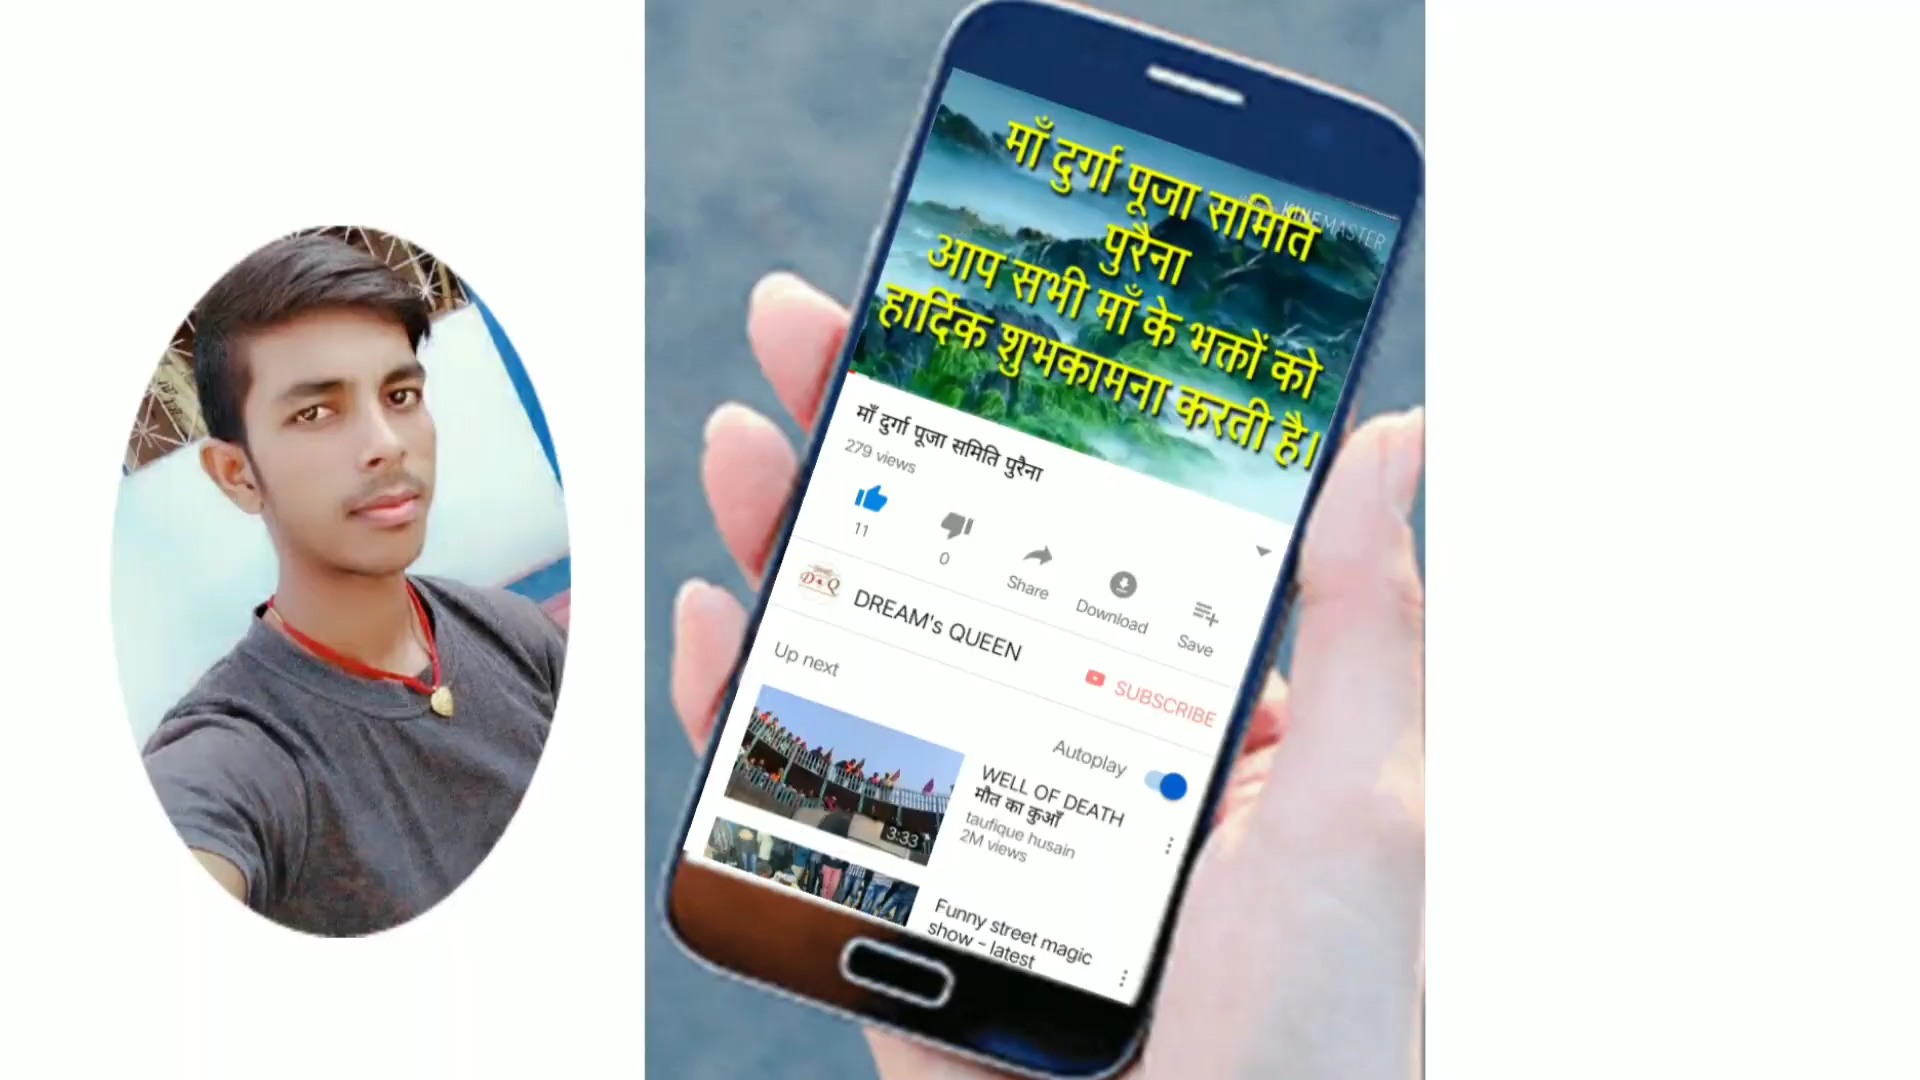 माँ दुर्गा पूजा समिति
पुरैना
आप सभी माँ के भक्तों को
हार्दिक शुभकामना करती है।
KINEMASTER
माँ दुर्गा पूजा समिति पुरैना
279 views
11
0
Share
Download
Save
D Q
DREAM's QUEEN
SUBSCRIBE
Up next
Autoplay
3:33
WELL OF DEATH
मौत का कुआँ
taufique husain
2M views
Funny street magic
show - latest